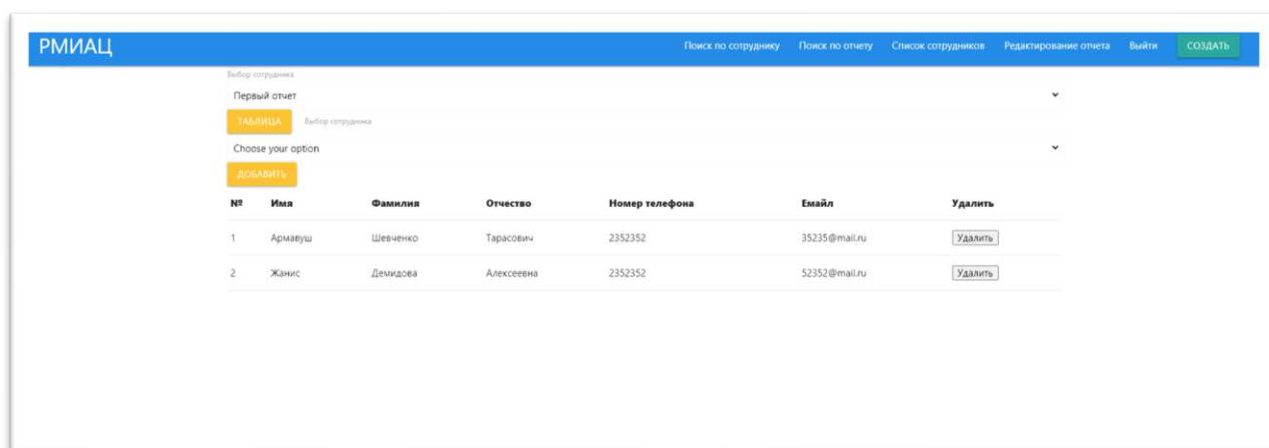 РМИАЦ Поиск по сотруднику Поиск по отчету Список сотрудников Редактирование отчета Выйти СОЗДАТЬ
Выбор сотрудника
Первый отчет
ТАБЛИЦА Выбор сотрудника
Choose your option
ДОБАВИТЬ
№ Имя Фамилия Отчество Номер телефона Емайл Удалить
1 Армавуш Шевченко Тарасович 2352352 35235@mail.ru Удалить
2 Жанис Демидова Алексеевна 2352352 52352@mail.ru Удалить